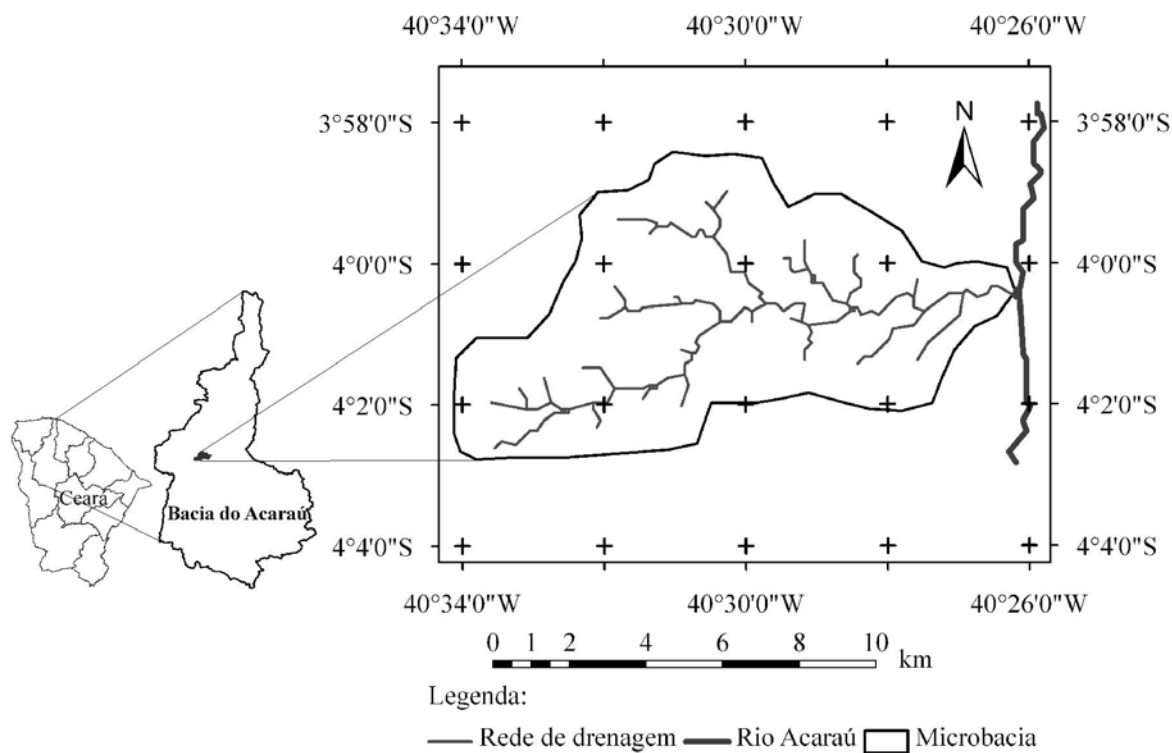 40°34'0"W 40°30'0"W 40°26'0"W
3°58'0"S 3°58'0"S
N
4°0'0"S 4°0'0"S
Ceará
Bacia do Acaraú
4°2'0"S 4°2'0"S
4°4'0"S 4°4'0"S
40°34'0"W 40°30'0"W 40°26'0"W
0 1 2 4 6 8 10
km
Legenda:
Rede de drenagem Rio Acaraú Microbacia